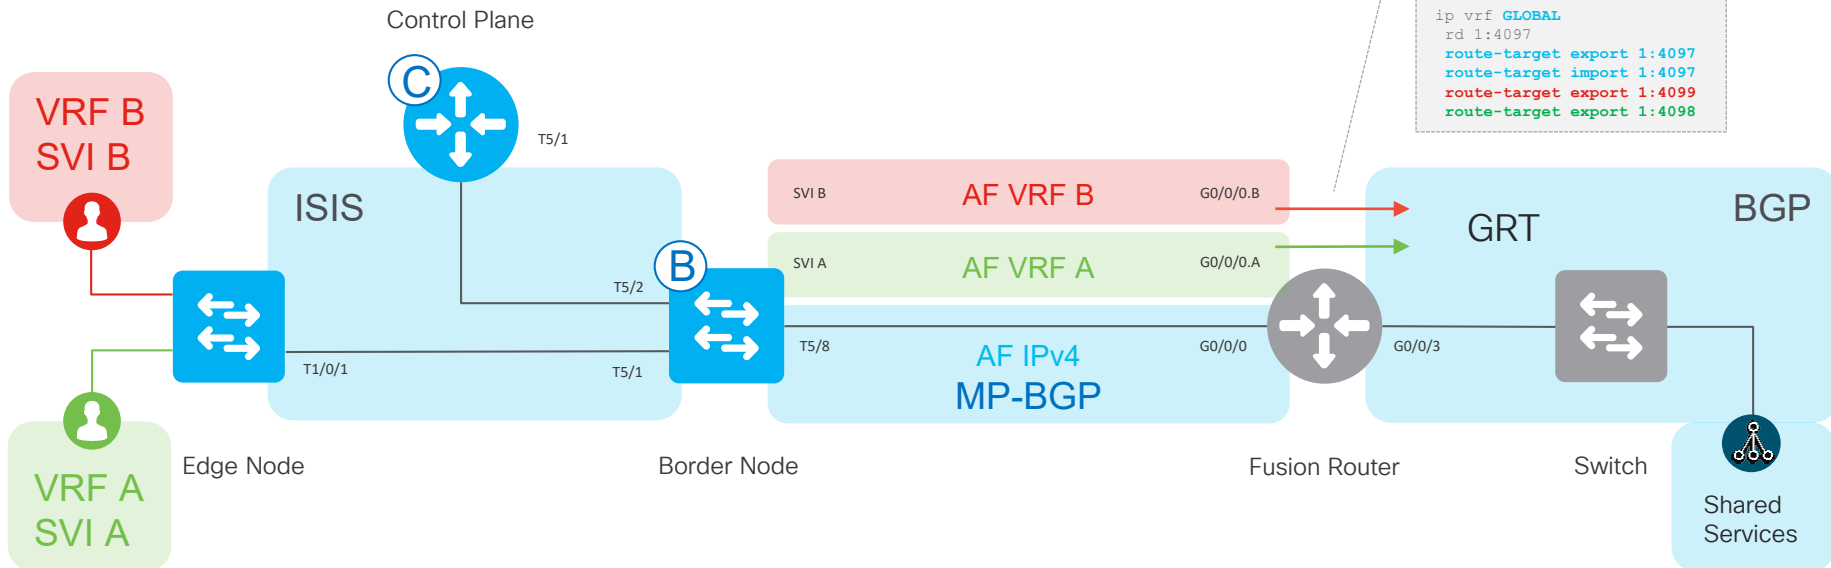 Control Plane
ip vrf GLOBAL
rd 1:4097
route-target export 1:4097
route-target import 1:4097
route-target export 1:4099
route-target export 1:4098
C
VRF B
SVI B
T5/1
ISIS
SVI B
AF VRF B
G0/0/0.B
GRT
BGP
B
SVI A
AF VRF A
G0/0/0.A
T5/2
T1/0/1
T5/1
T5/8
AF IPv4
MP-BGP
G0/0/0
G0/0/3
VRF A
SVI A
Edge Node
Border Node
Fusion Router
Switch
Shared
Services